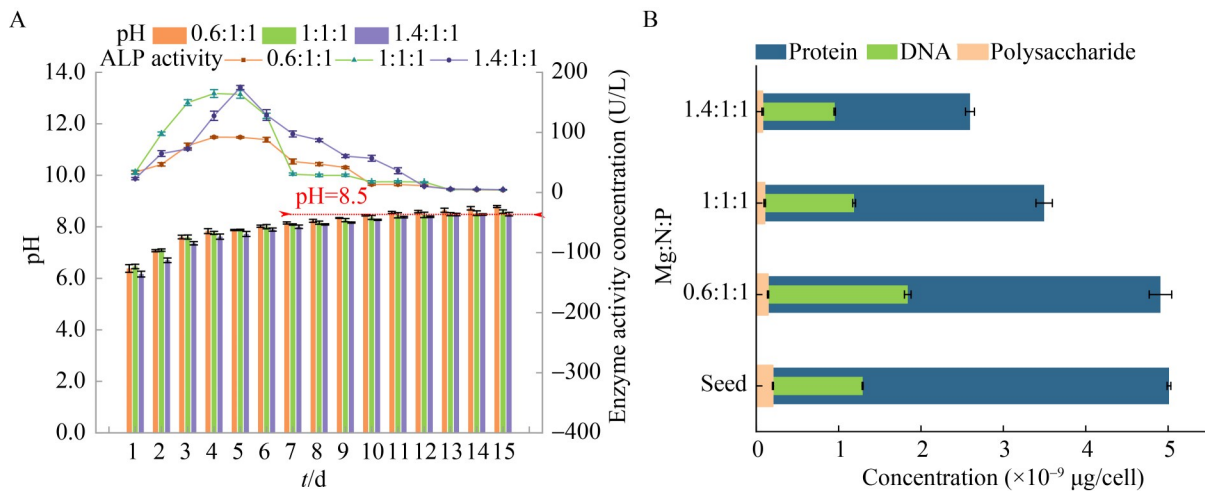 A
pH 0.6:1:1 1:1:1 1.4:1:1
ALP activity 0.6:1:1 1:1:1 1.4:1:1
14.0
12.0
10.0
8.0
6.0
4.0
2.0
0.0
pH
pH=8.5
200
100
0
−100
−200
−300
−400
Enzyme activity concentration (U/L)
1 2 3 4 5 6 7 8 9 10 11 12 13 14 15
t/d
B
Protein DNA Polysaccharide
1.4:1:1
1:1:1
0.6:1:1
Seed
Mg:N:P
0 1 2 3 4 5
Concentration (×10⁻⁹ μg/cell)